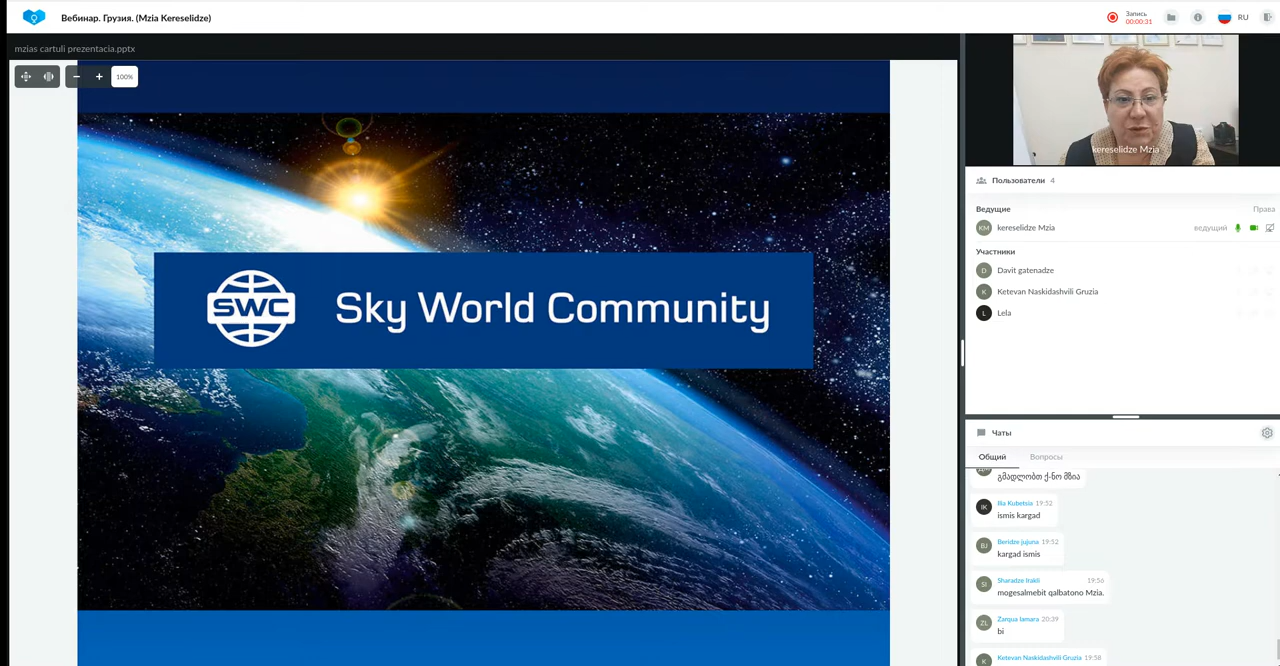 Вебинар. Грузия. (Mzia Kereselidze)
Запись
00:00:31
RU
mzias cartuli prezentacia.pptx
100%
SWC
Sky World Community
kereselidze Mzia
Пользователи 4
Ведущие Права
KM kereselidze Mzia ведущий
Участники
D Davit gatenadze
K Ketevan Naskidashvili Gruzia
L Lela
Чаты
Общий Вопросы
გმადლობთ ქ-ნო მზია
IK Ilia Kubetsia 19:52
ismis kargad
BJ Beridze jujuna 19:52
kargad ismis
SI Sharadze Irakli 19:56
mogesalmebit qalbatono Mzia.
ZL Zarqua lamara 20:39
bi
K Ketevan Naskidashvili Gruzia 19:58